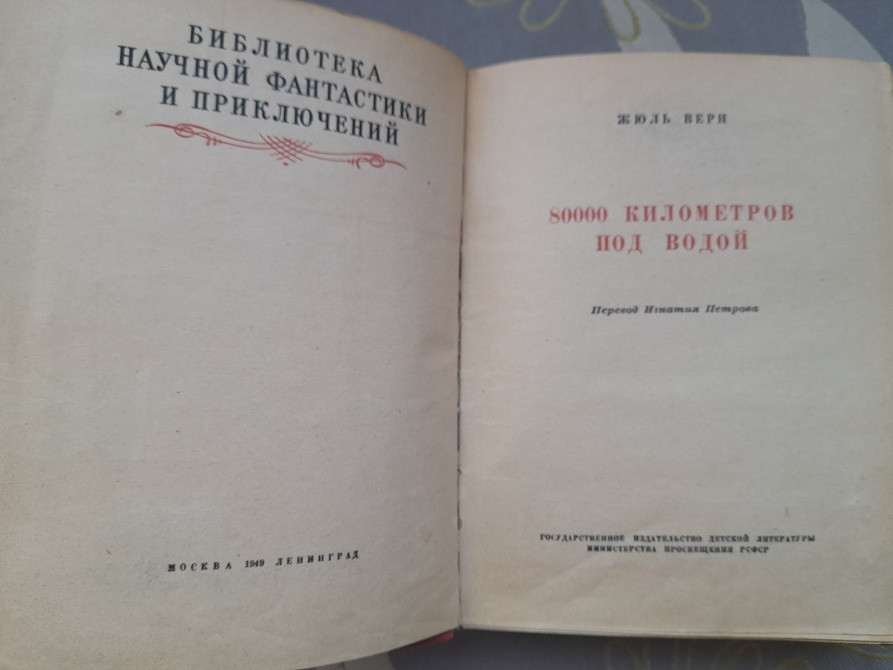 БИБЛИОТЕКА
НАУЧНОЙ ФАНТАСТИКИ
И ПРИКЛЮЧЕНИЙ
МОСКВА 1949 ЛЕНИНГРАД
ЖЮЛЬ ВЕРН
80000 КИЛОМЕТРОВ
ПОД ВОДОЙ
Перевод Игнатия Петрова
ГОСУДАРСТВЕННОЕ ИЗДАТЕЛЬСТВО ДЕТСКОЙ ЛИТЕРАТУРЫ
МИНИСТЕРСТВА ПРОСВЕЩЕНИЯ РСФСР